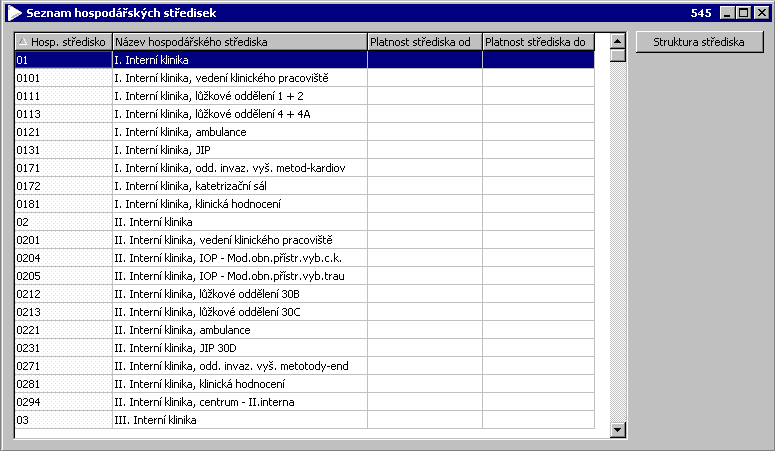 Seznam hospodářských středisek 545
Hosp. středisko Název hospodářského střediska Platnost střediska od Platnost střediska do Struktura střediska
01 I. Interní klinika
0101 I. Interní klinika, vedení klinického pracoviště
0111 I. Interní klinika, lůžkové oddělení 1 + 2
0113 I. Interní klinika, lůžkové oddělení 4 + 4A
0121 I. Interní klinika, ambulance
0131 I. Interní klinika, JIP
0171 I. Interní klinika, odd. invaz. vyš. metod-kardiov
0172 I. Interní klinika, katetrizační sál
0181 I. Interní klinika, klinická hodnocení
02 II. Interní klinika
0201 II. Interní klinika, vedení klinického pracoviště
0204 II. Interní klinika, IOP - Mod.obn.přístr.vyb.c.k.
0205 II. Interní klinika, IOP - Mod.obn.přístr.vyb.trau
0212 II. Interní klinika, lůžkové oddělení 30B
0213 II. Interní klinika, lůžkové oddělení 30C
0221 II. Interní klinika, ambulance
0231 II. Interní klinika, JIP 30D
0271 II. Interní klinika, odd. invaz. vyš. metotody-end
0281 II. Interní klinika, klinická hodnocení
0294 II. Interní klinika, centrum - II.interna
03 III. Interní klinika